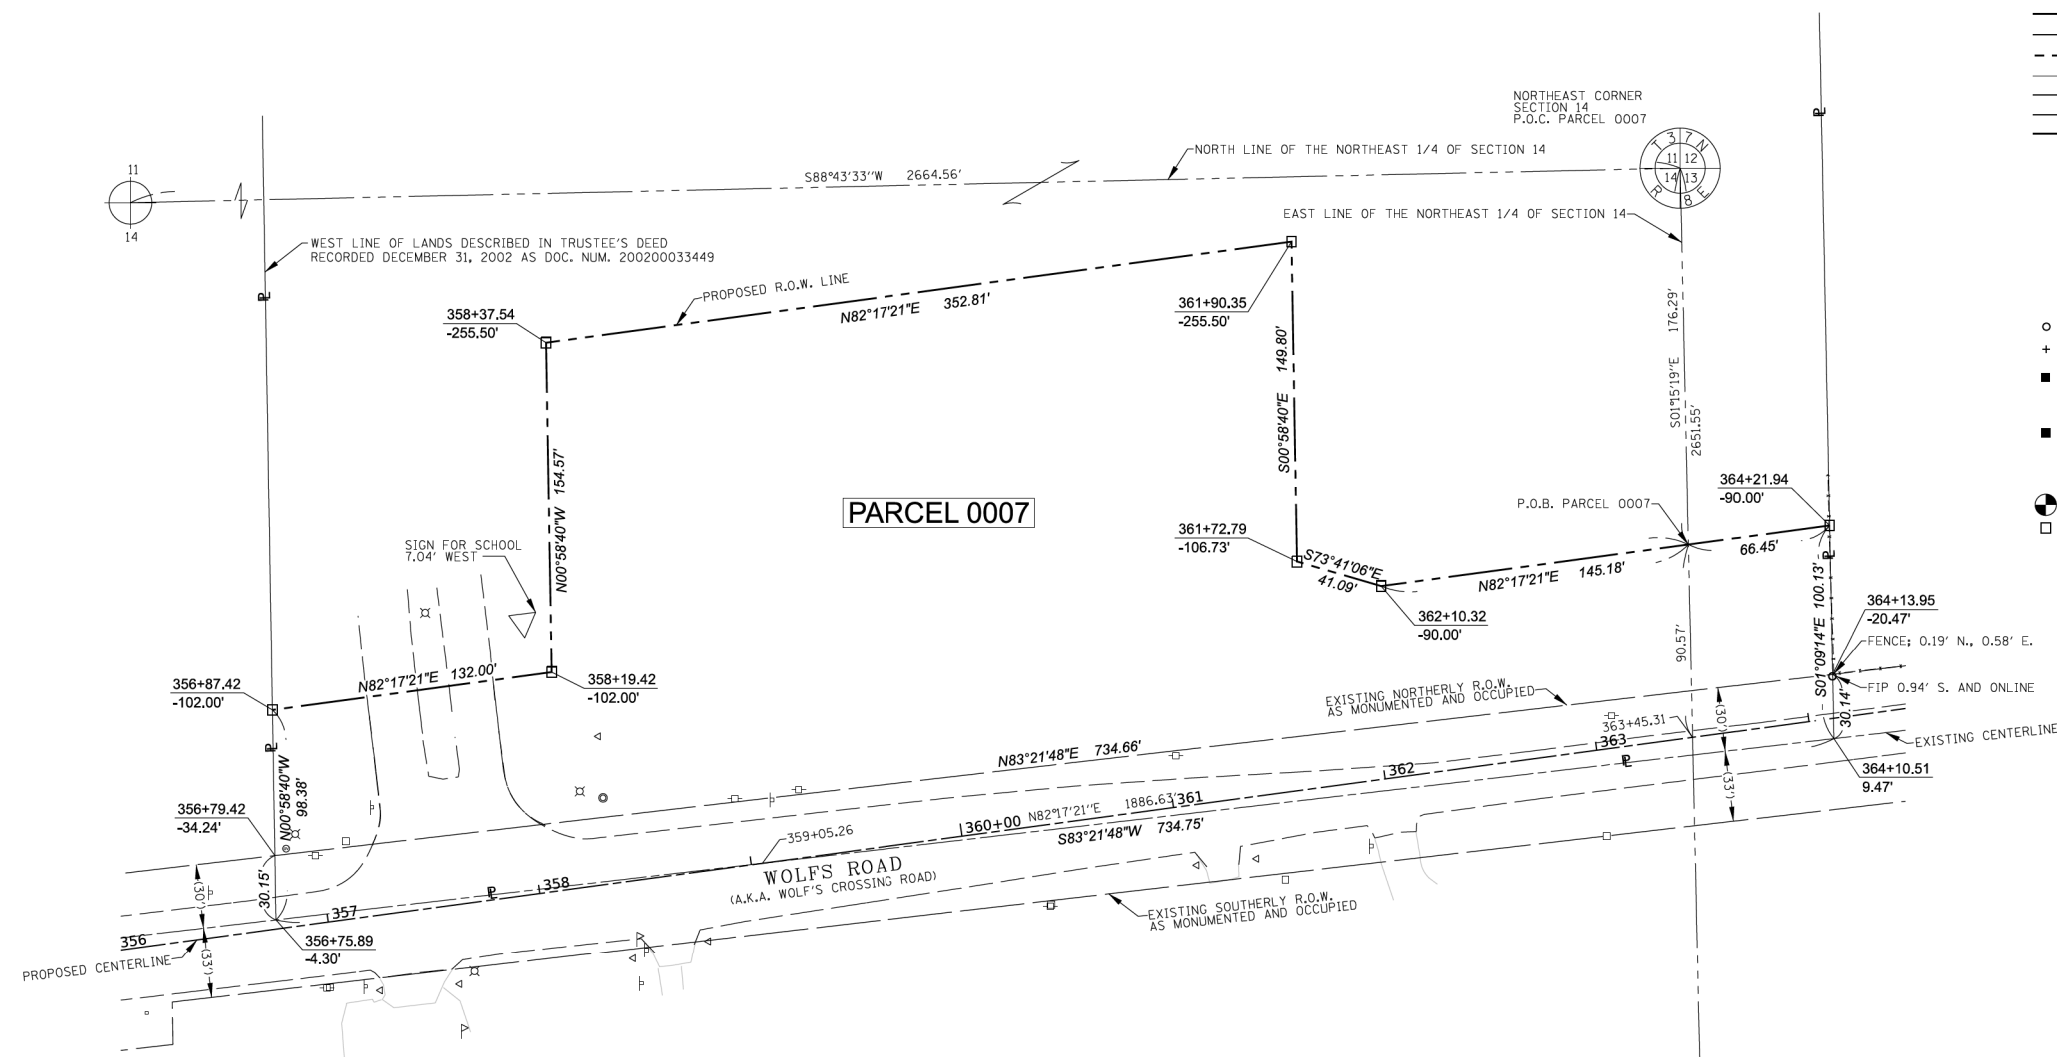 NORTHEAST CORNER
SECTION 14
P.O.C. PARCEL 0007
T 3 7 N
11 12
14 13
R 8 E
11
14
S88°43'33"W 2664.56'
NORTH LINE OF THE NORTHEAST 1/4 OF SECTION 14
EAST LINE OF THE NORTHEAST 1/4 OF SECTION 14
WEST LINE OF LANDS DESCRIBED IN TRUSTEE'S DEED
RECORDED DECEMBER 31, 2002 AS DOC. NUM. 200200033449
PROPOSED R.O.W. LINE
N82°17'21"E 352.81'
358+37.54
-255.50'
361+90.35
-255.50'
S00°58'40"E 149.80'
S01°15'19"E 176.29'
2651.55'
N00°58'40"W 154.57'
PARCEL 0007
364+21.94
-90.00'
P.O.B. PARCEL 0007
361+72.79
-106.73'
S73°41'06"E
41.09'
N82°17'21"E 145.18'
66.45'
362+10.32
-90.00'
SIGN FOR SCHOOL
7.04' WEST
S01°09'14"E 100.13'
364+13.95
-20.47'
FENCE; 0.19' N., 0.58' E.
FIP 0.94' S. AND ONLINE
90.57'
356+87.42
-102.00'
N82°17'21"E 132.00'
358+19.42
-102.00'
EXISTING NORTHERLY R.O.W.
AS MONUMENTED AND OCCUPIED
(30')
30.14'
363+45.31
363
EXISTING CENTERLINE
N83°21'48"E 734.66'
362
364+10.51
9.47'
(33')
N00°58'40"W
98.38'
356+79.42
-34.24'
361
N82°17'21"E 1886.63'
360+00
S83°21'48"W 734.75'
359+05.26
WOLFS ROAD
(A.K.A. WOLF'S CROSSING ROAD)
358
357
356
(30')
30.15'
EXISTING SOUTHERLY R.O.W.
AS MONUMENTED AND OCCUPIED
356+75.89
-4.30'
PROPOSED CENTERLINE
(33')